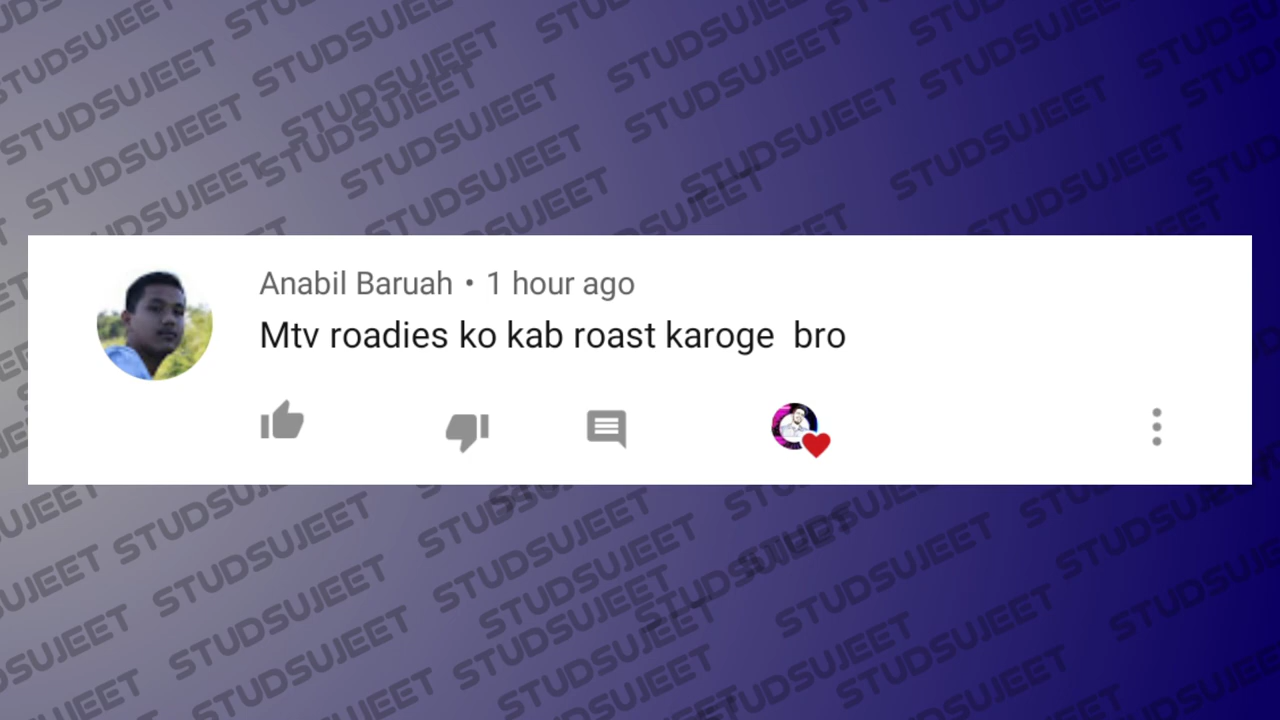 STUDSUJEET
Anabil Baruah • 1 hour ago
Mtv roadies ko kab roast karoge  bro